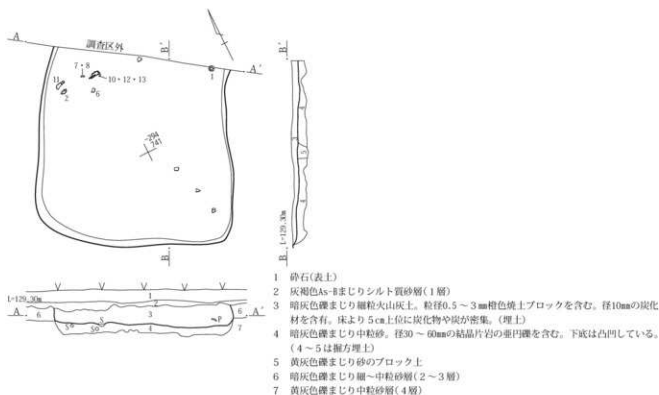 A
調査区外
B'
A'
7・8
10・12・13
11
2
6
1
-294
741
B
B'
4
3
5
4
L=129.30m
B
L=129.30m
A
A'
1
2
3
4
6
6
7
5
S
S
P
1 砕石(表土)
2 灰褐色As-Bまじりシルト質砂層(1層)
3 暗灰色礫まじり細粒火山灰土。粒径0.5～3mm橙色焼土ブロックを含む。径10mmの炭化
材を含有。床より5cm上位に炭化物や炭が密集。(埋土)
4 暗灰色礫まじり中粒砂。径30～60mmの結晶片岩の亜円礫を含む。下底は凸凹している。
(4～5は掘方埋土)
5 黄灰色礫まじり砂のブロック土
6 暗灰色礫まじり細～中粒砂層(2～3層)
7 黄灰色礫まじり中粒砂層(4層)